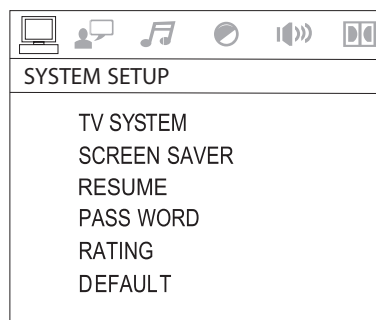 SYSTEM SETUP
TV SYSTEM
SCREEN SAVER
RESUME
PASS WORD
RATING
DEFAULT